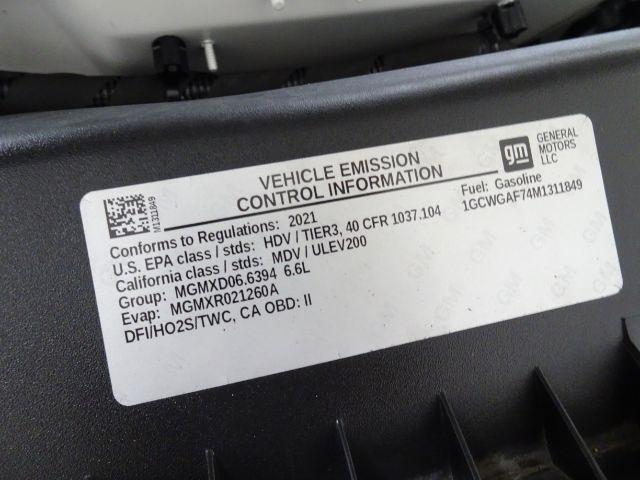 VEHICLE EMISSION
CONTROL INFORMATION
gm
GENERAL
MOTORS
LLC
M1311849
Conforms to Regulations: 2021
Fuel: Gasoline
U.S. EPA class / stds: HDV / TIER3, 40 CFR 1037.104
1GCWGAF74M1311849
California class / stds: MDV / ULEV200
Group: MGMXD06.6394 6.6L
Evap: MGMXR021260A
DFI/HO2S/TWC, CA OBD: II